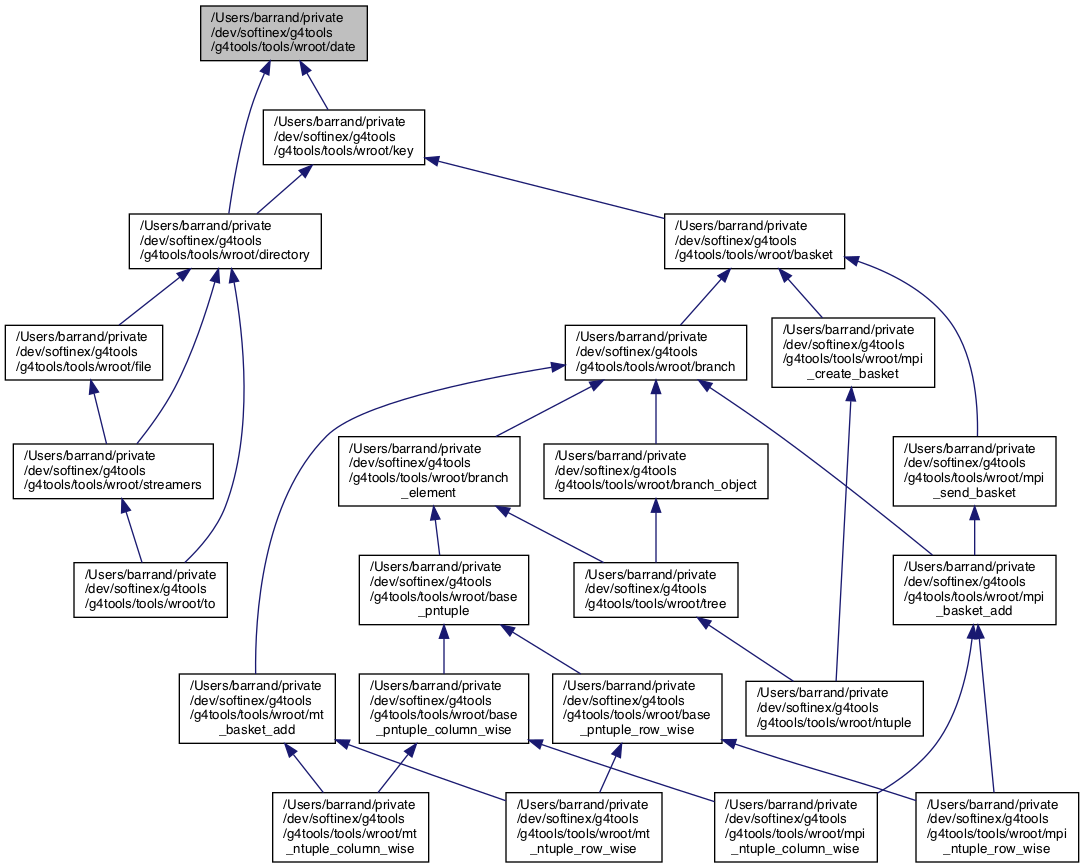 /Users/barrand/private
/dev/softinex/g4tools
/g4tools/tools/wroot/date
/Users/barrand/private
/dev/softinex/g4tools
/g4tools/tools/wroot/key
/Users/barrand/private
/dev/softinex/g4tools
/g4tools/tools/wroot/directory
/Users/barrand/private
/dev/softinex/g4tools
/g4tools/tools/wroot/basket
/Users/barrand/private
/dev/softinex/g4tools
/g4tools/tools/wroot/file
/Users/barrand/private
/dev/softinex/g4tools
/g4tools/tools/wroot/branch
/Users/barrand/private
/dev/softinex/g4tools
/g4tools/tools/wroot/mpi
_create_basket
/Users/barrand/private
/dev/softinex/g4tools
/g4tools/tools/wroot/streamers
/Users/barrand/private
/dev/softinex/g4tools
/g4tools/tools/wroot/branch
_element
/Users/barrand/private
/dev/softinex/g4tools
/g4tools/tools/wroot/branch_object
/Users/barrand/private
/dev/softinex/g4tools
/g4tools/tools/wroot/mpi
_send_basket
/Users/barrand/private
/dev/softinex/g4tools
/g4tools/tools/wroot/to
/Users/barrand/private
/dev/softinex/g4tools
/g4tools/tools/wroot/base
_pntuple
/Users/barrand/private
/dev/softinex/g4tools
/g4tools/tools/wroot/tree
/Users/barrand/private
/dev/softinex/g4tools
/g4tools/tools/wroot/mpi
_basket_add
/Users/barrand/private
/dev/softinex/g4tools
/g4tools/tools/wroot/mt
_basket_add
/Users/barrand/private
/dev/softinex/g4tools
/g4tools/tools/wroot/base
_pntuple_column_wise
/Users/barrand/private
/dev/softinex/g4tools
/g4tools/tools/wroot/base
_pntuple_row_wise
/Users/barrand/private
/dev/softinex/g4tools
/g4tools/tools/wroot/ntuple
/Users/barrand/private
/dev/softinex/g4tools
/g4tools/tools/wroot/mt
_ntuple_column_wise
/Users/barrand/private
/dev/softinex/g4tools
/g4tools/tools/wroot/mt
_ntuple_row_wise
/Users/barrand/private
/dev/softinex/g4tools
/g4tools/tools/wroot/mpi
_ntuple_column_wise
/Users/barrand/private
/dev/softinex/g4tools
/g4tools/tools/wroot/mpi
_ntuple_row_wise